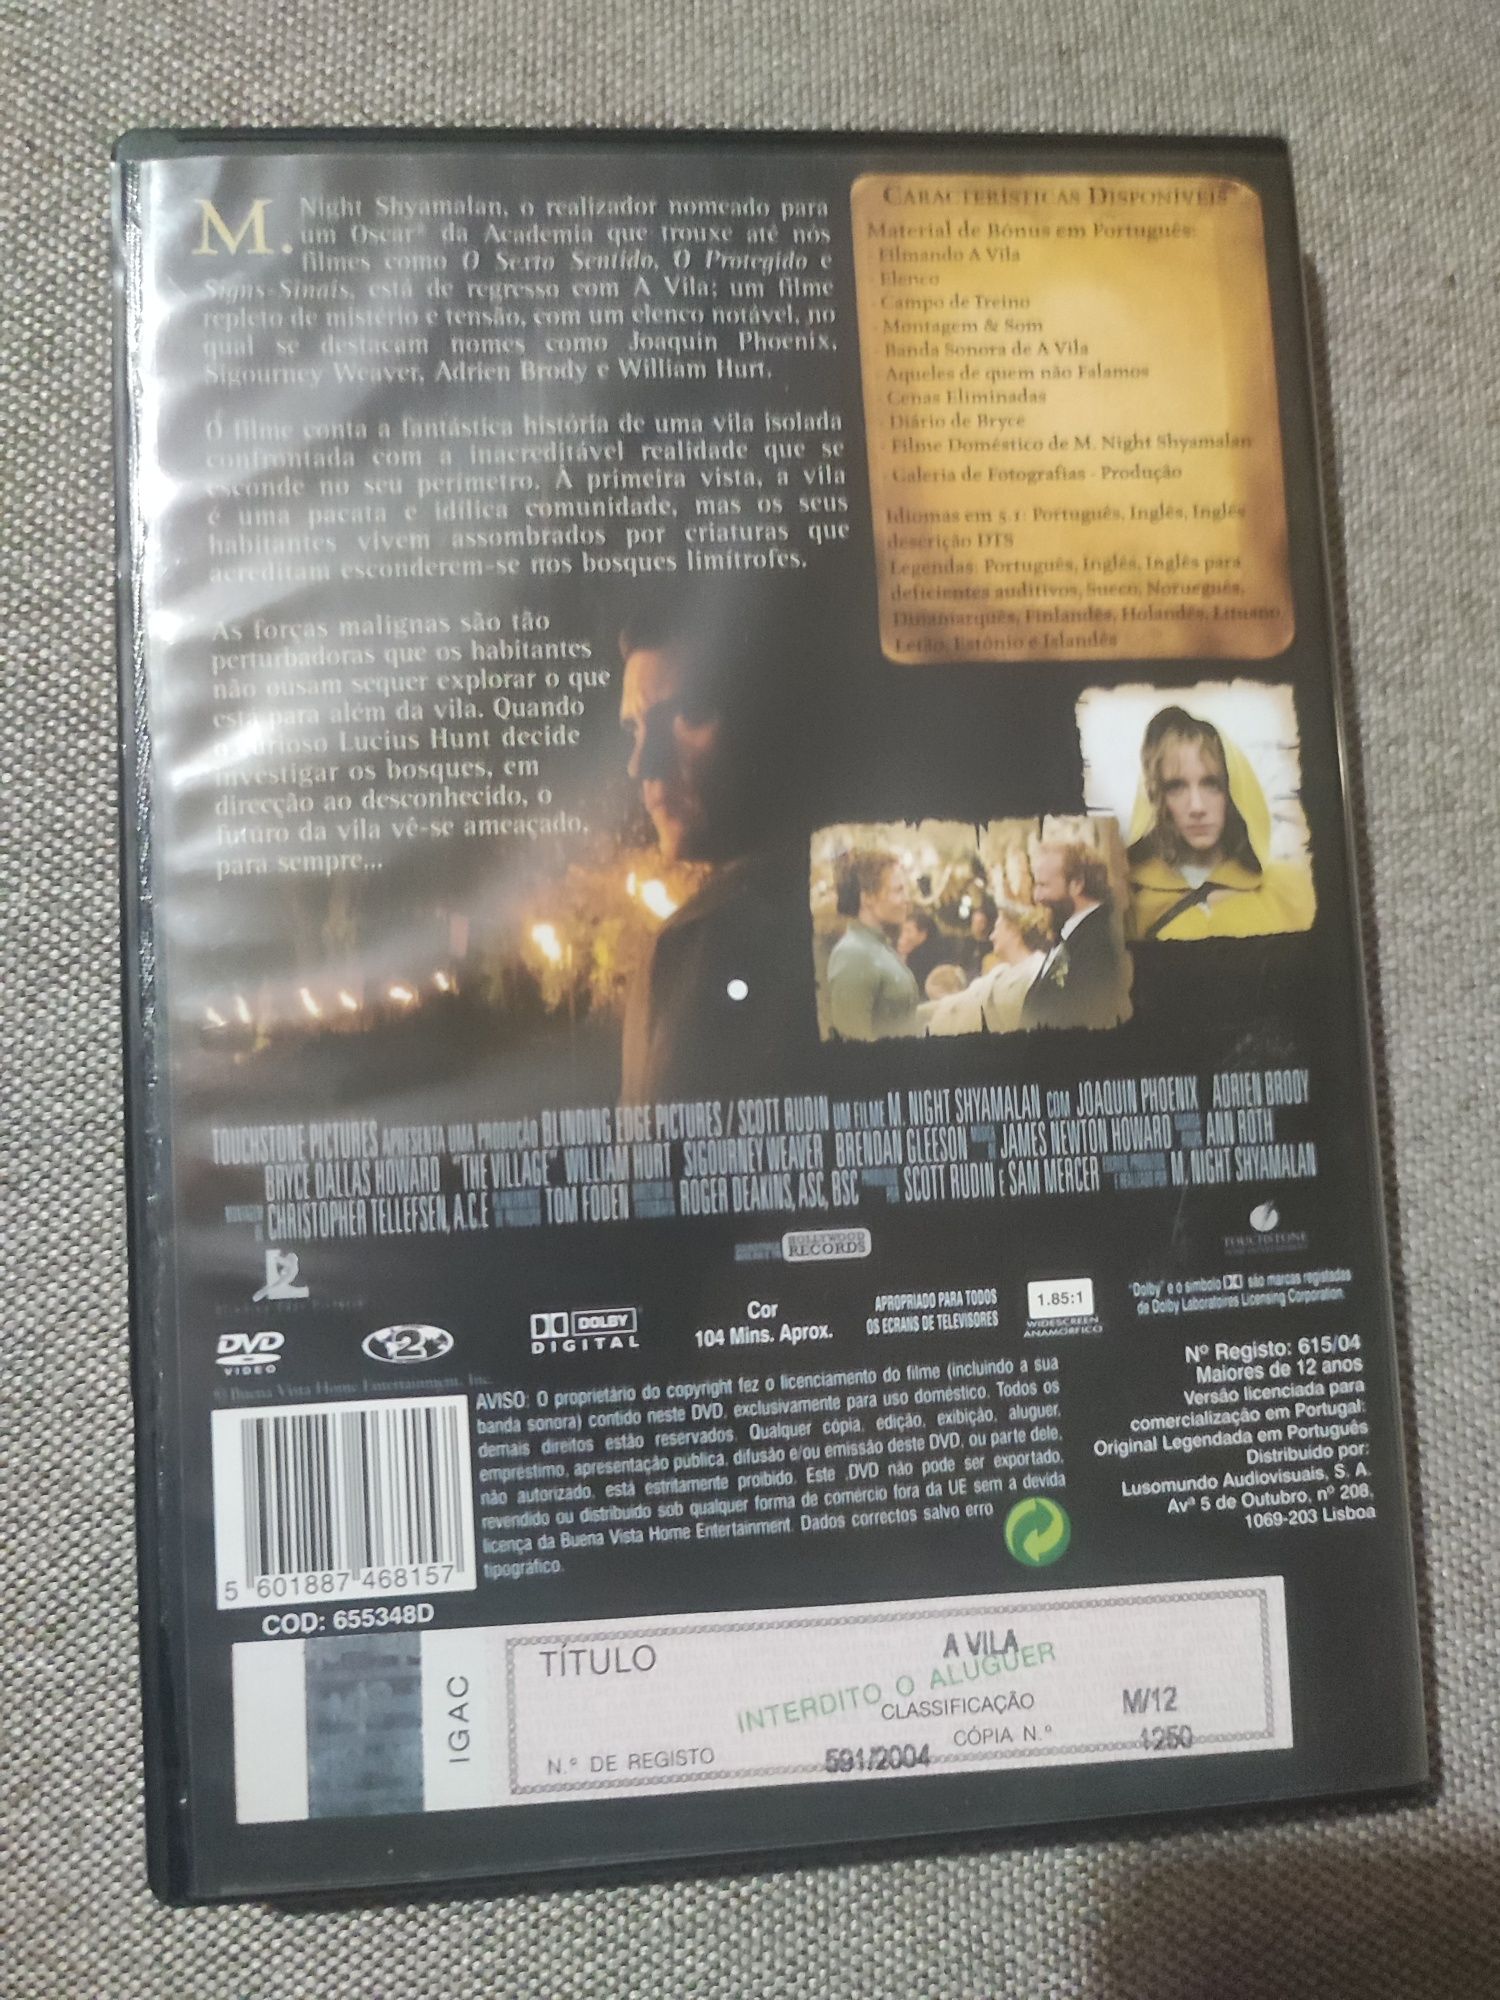 M. Night Shyamalan, o realizador nomeado para
um Oscar® da Academia que trouxe até nós
filmes como O Sexto Sentido, O Protegido e
Signs-Sinais, está de regresso com A Vila; um filme
repleto de mistério e tensão, com um elenco notável, no
qual se destacam nomes como Joaquin Phoenix,
Sigourney Weaver, Adrien Brody e William Hurt.
O filme conta a fantástica história de uma vila isolada
confrontada com a inacreditável realidade que se
esconde no seu perímetro. À primeira vista, a vila
é uma pacata e idílica comunidade, mas os seus
habitantes vivem assombrados por criaturas que
acreditam esconderem-se nos bosques limítrofes.
As forças malignas são tão
perturbadoras que os habitantes
não ousam sequer explorar o que
está para além da vila. Quando
o curioso Lucius Hunt decide
investigar os bosques, em
direcção ao desconhecido, o
futuro da vila vê-se ameaçado,
para sempre...
CARACTERÍSTICAS DISPONÍVEIS
Material de Bónus em Português:
- Filmando A Vila
- Elenco
- Campo de Treino
- Montagem & Som
- Banda Sonora de A Vila
- Aqueles de quem não Falamos
- Cenas Eliminadas
- Diário de Bryce
- Filme Doméstico de M. Night Shyamalan
- Galeria de Fotografias - Produção
Idiomas em 5.1: Português, Inglês, Inglês
descrição DTS
Legendas: Português, Inglês, Inglês para
deficientes auditivos, Sueco, Norueguês,
Dinamarquês, Finlandês, Holandês, Lituano
Letão, Estónio e Islandês
TOUCHSTONE PICTURES APRESENTA UMA PRODUÇÃO BLINDING EDGE PICTURES / SCOTT RUDIN UM FILME M. NIGHT SHYAMALAN COM JOAQUIN PHOENIX ADRIEN BRODY
BRYCE DALLAS HOWARD "THE VILLAGE" WILLIAM HURT SIGOURNEY WEAVER BRENDAN GLEESON JAMES NEWTON HOWARD ANN ROTH
CHRISTOPHER TELLEFSEN, A.C.E TOM FODEN ROGER DEAKINS, ASC, BSC SCOTT RUDIN E SAM MERCER M. NIGHT SHYAMALAN
HOLLYWOOD
RECORDS
TOUCHSTONE
DVD
VIDEO
2
DOLBY
DIGITAL
Cor
104 Mins. Aprox.
APROPRIADO PARA TODOS
OS ECRANS DE TELEVISORES
1.85:1
WIDESCREEN
ANAMÓRFICO
"Dolby" e o símbolo DD são marcas registadas
de Dolby Laboratories Licensing Corporation.
© Buena Vista Home Entertainment, Inc.
AVISO: O proprietário do copyright fez o licenciamento do filme (incluindo a sua
banda sonora) contido neste DVD, exclusivamente para uso doméstico. Todos os
demais direitos estão reservados. Qualquer cópia, edição, exibição, aluguer,
empréstimo, apresentação publica, difusão e/ou emissão deste DVD, ou parte dele,
não autorizado, está estritamente proibido. Este DVD não pode ser exportado,
revendido ou distribuído sob qualquer forma de comércio fora da UE sem a devida
licença da Buena Vista Home Entertainment. Dados correctos salvo erro
tipográfico.
Nº Registo: 615/04
Maiores de 12 anos
Versão licenciada para
comercialização em Portugal:
Original Legendada em Português
Distribuído por:
Lusomundo Audiovisuais, S. A.
Avª 5 de Outubro, nº 208,
1069-203 Lisboa
5 601887 468157
COD: 655348D
IGAC
TÍTULO A VILA
INTERDITO O ALUGUER
CLASSIFICAÇÃO M/12
N.º DE REGISTO 591/2004 CÓPIA N.º 1250